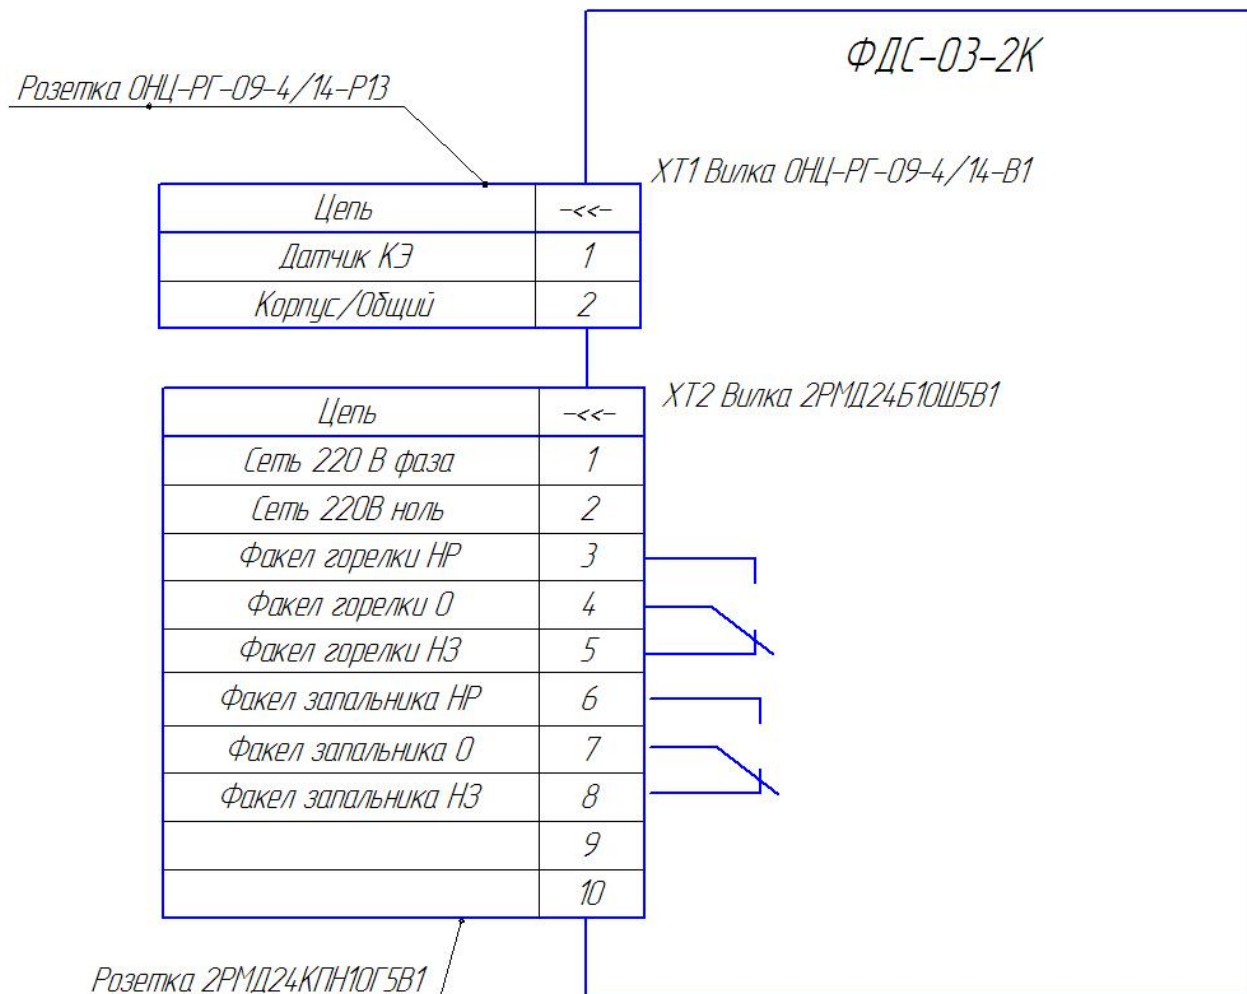 ФДС-03-2К
Розетка ОНЦ-РГ-09-4/14-Р13
ХТ1 Вилка ОНЦ-РГ-09-4/14-В1
Цепь -<<-
Датчик КЭ 1
Корпус/Общий 2
ХТ2 Вилка 2РМД24Б10Ш5В1
Цепь -<<-
Сеть 220 В фаза 1
Сеть 220В ноль 2
Факел горелки НР 3
Факел горелки О 4
Факел горелки НЗ 5
Факел запальника НР 6
Факел запальника О 7
Факел запальника НЗ 8
9
10
Розетка 2РМД24КПН10Г5В1